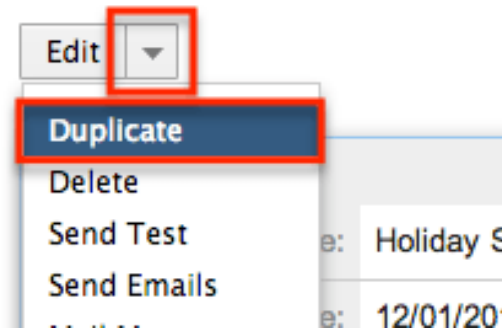 Edit
Duplicate
Delete
Send Test
e: Holiday
Send Emails
e: 12/01/20